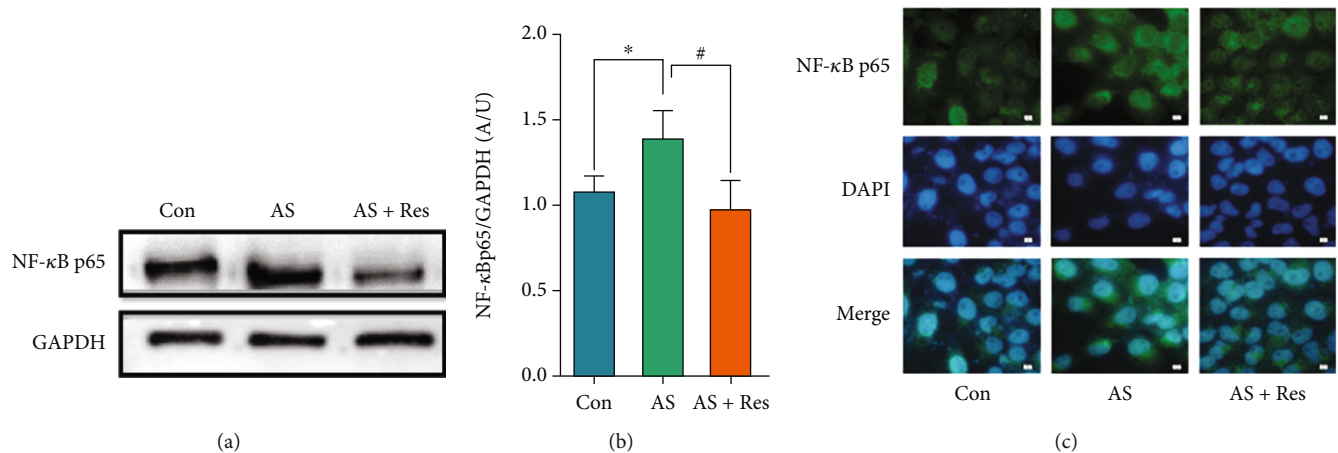 Con AS AS + Res
NF-κB p65
GAPDH
(a)
NF-κBp65/GAPDH (A/U)
2.0
1.5
1.0
0.5
0.0
*
#
Con AS AS + Res
(b)
NF-κB p65
DAPI
Merge
Con AS AS + Res
(c)